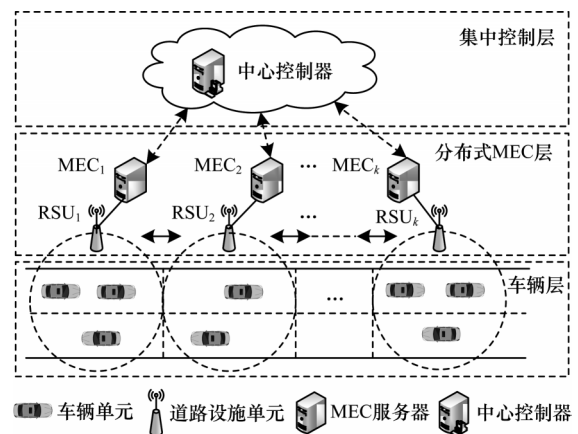 集中控制层
中心控制器
分布式MEC层
MEC1 MEC2 ... MECk
RSU1 RSU2 ... RSUk
车辆层
...
车辆单元 道路设施单元 MEC服务器 中心控制器